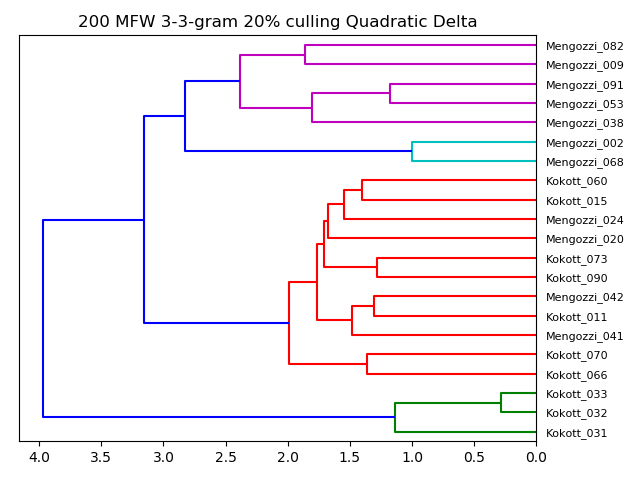 200 MFW 3-3-gram 20% culling Quadratic Delta
Mengozzi_082
Mengozzi_009
Mengozzi_091
Mengozzi_053
Mengozzi_038
Mengozzi_002
Mengozzi_068
Kokott_060
Kokott_015
Mengozzi_024
Mengozzi_020
Kokott_073
Kokott_090
Mengozzi_042
Kokott_011
Mengozzi_041
Kokott_070
Kokott_066
Kokott_033
Kokott_032
Kokott_031
4.0 3.5 3.0 2.5 2.0 1.5 1.0 0.5 0.0